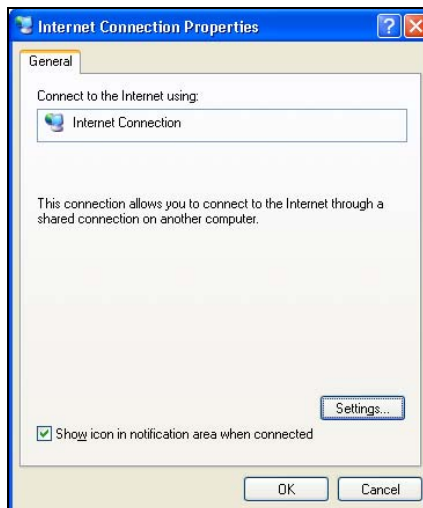 Internet Connection Properties
General
Connect to the Internet using:
Internet Connection
This connection allows you to connect to the Internet through a
shared connection on another computer.
Settings...
Show icon in notification area when connected
OK Cancel